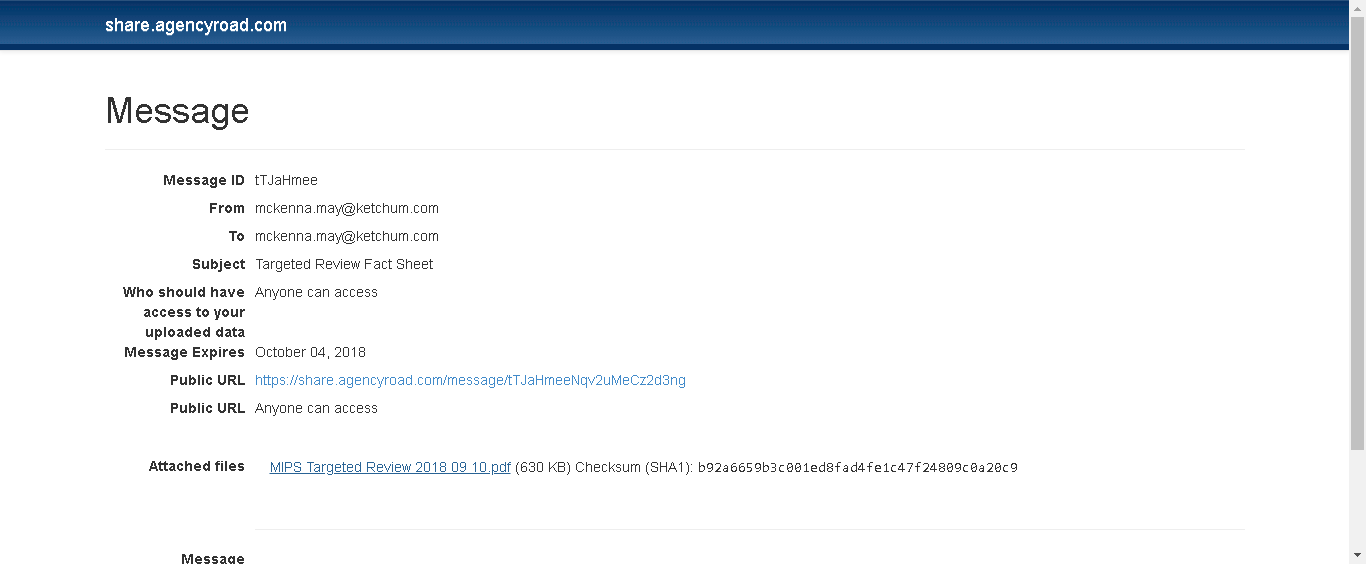 share.agencyroad.com
Message
Message ID tTJaHmee
From mckenna.may@ketchum.com
To mckenna.may@ketchum.com
Subject Targeted Review Fact Sheet
Who should have Anyone can access
access to your
uploaded data
Message Expires October 04, 2018
Public URL https://share.agencyroad.com/message/tTJaHmeeNqv2uMeCz2d3ng
Public URL Anyone can access
Attached files MIPS Targeted Review 2018 09 10.pdf (630 KB) Checksum (SHA1): b92a6659b3c001ed8fad4fe1c47f24809c0a20c9
Message